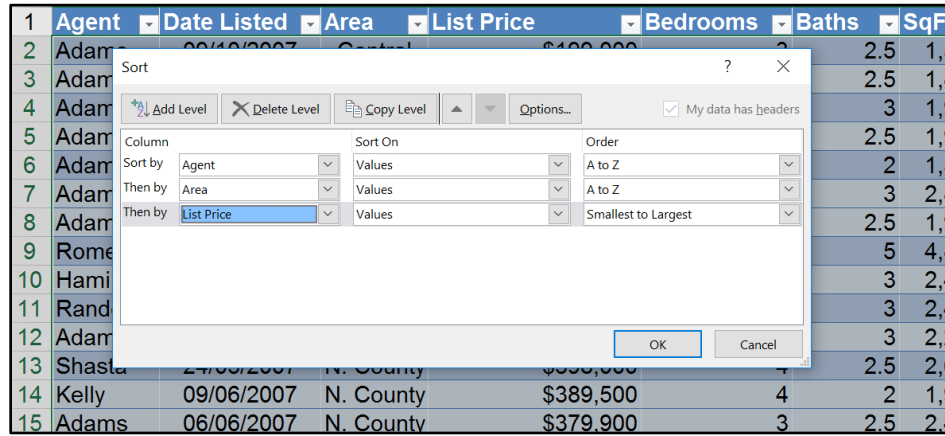 1 Agent Date Listed Area List Price Bedrooms Baths
2 2.5
3 2.5
4 3
5 2.5
6 2
7 3
8 2.5
9 5
10 3
11 3
12 3
13 Shasta 2.5
14 Kelly 09/06/2007 N. County $389,500 4 2
15 Adams 06/06/2007 N. County $379,900 3 2.5
Sort ?
Add Level Delete Level Copy Level Options... My data has headers
Column Sort On Order
Sort by Agent Values A to Z
Then by Area Values A to Z
Then by List Price Values Smallest to Largest
OK Cancel